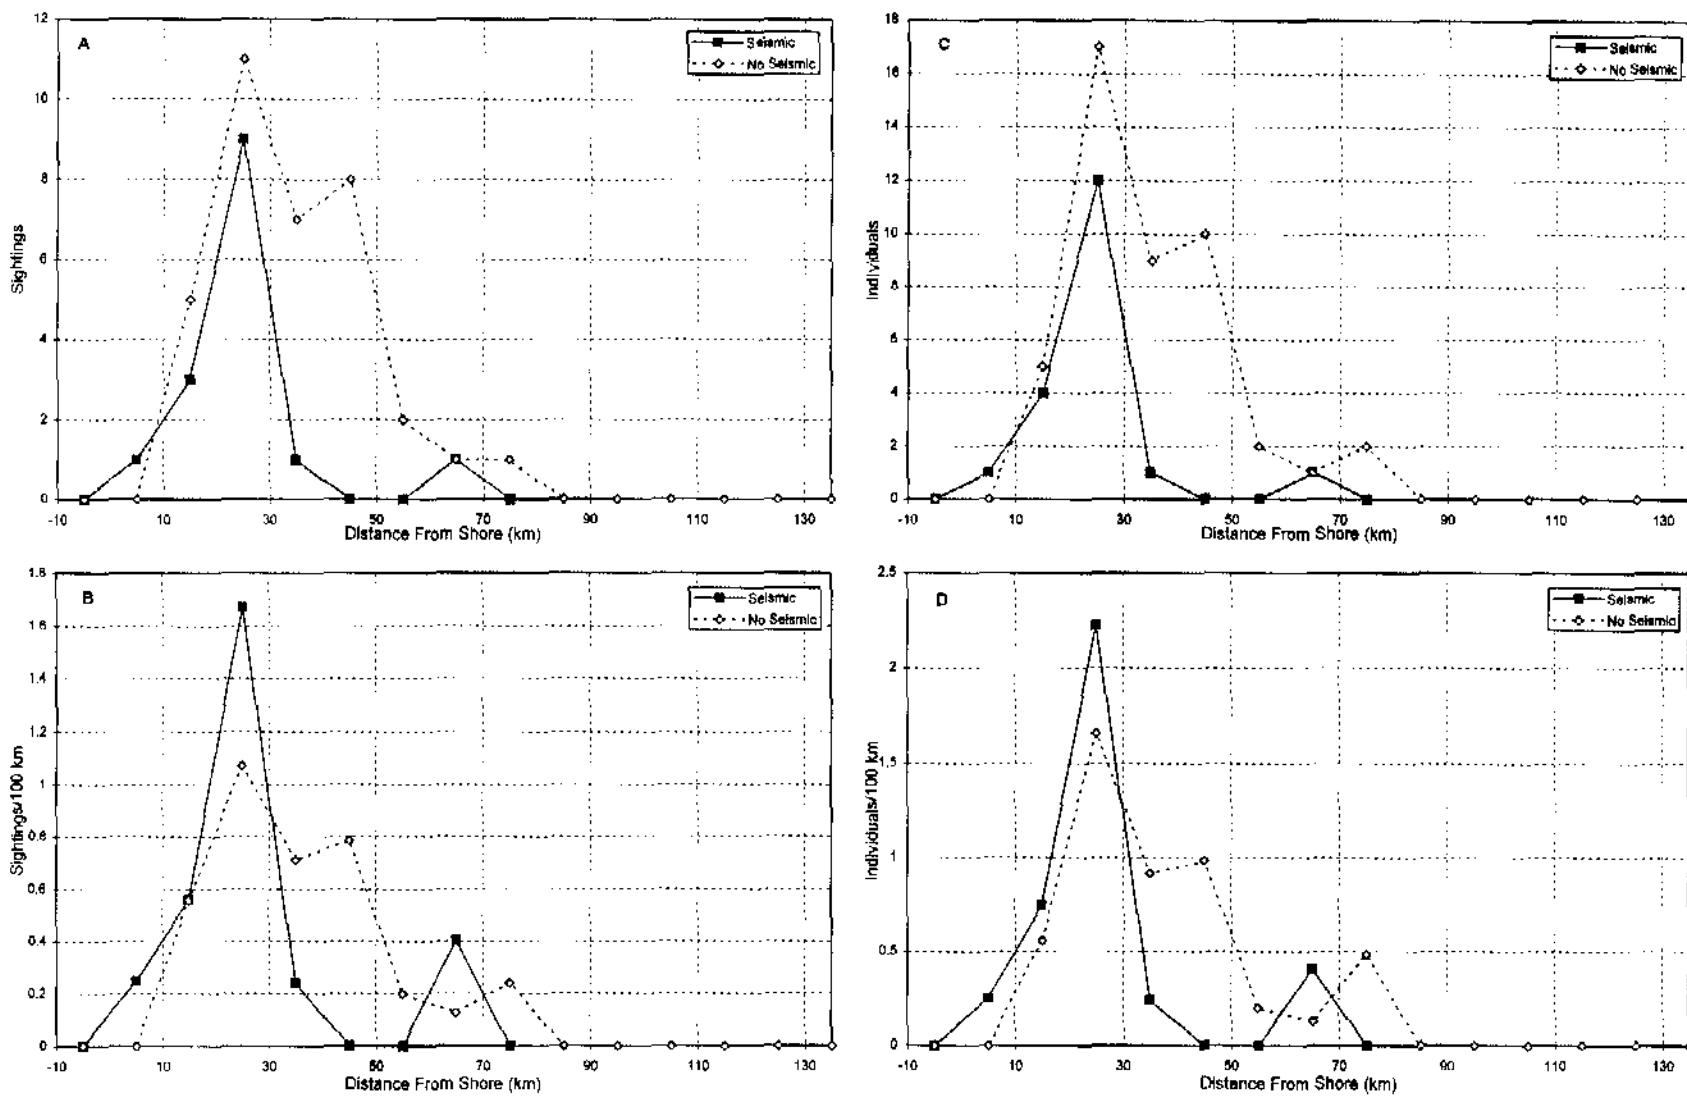 A
Seismic
No Seismic
12
10
8
6
4
2
0
Sightings
-10 10 30 50 70 90 110 130
Distance From Shore (km)
C
Seismic
No Seismic
18
16
14
12
10
8
6
4
2
0
Individuals
-10 10 30 50 70 90 110 130
Distance From Shore (km)
B
Seismic
No Seismic
1.8
1.6
1.4
1.2
1
0.8
0.6
0.4
0.2
0
Sightings/100 km
-10 10 30 50 70 90 110 130
Distance From Shore (km)
D
Seismic
No Seismic
2.5
2
1.5
1
0.5
0
Individuals/100 km
-10 10 30 50 70 90 110 130
Distance From Shore (km)